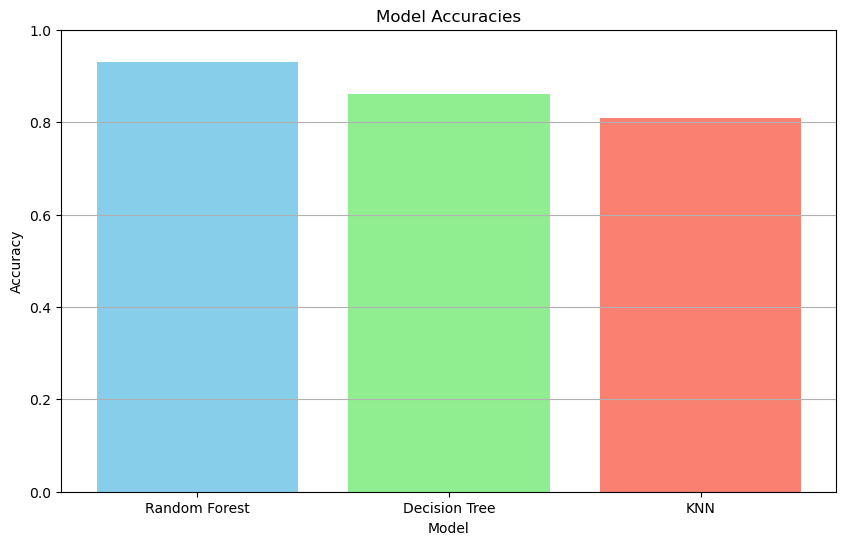 Model Accuracies
1.0
0.8
0.6
0.4
0.2
0.0
Accuracy
Random Forest
Decision Tree
KNN
Model